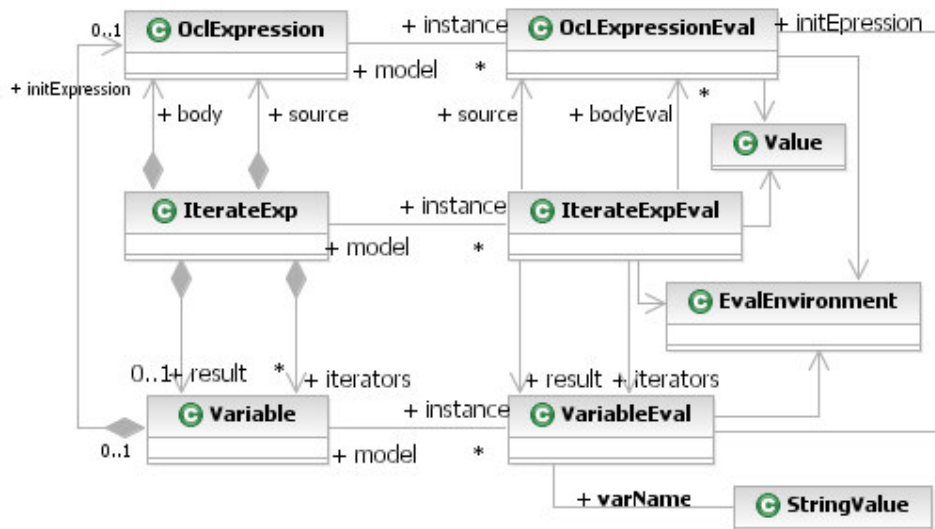 0..1
C OclExpression
+ instance
C OcLExpressionEval
+ initEpression
+ model
*
+ initExpression
+ body
+ source
+ source
+ bodyEval
*
C Value
C IterateExp
+ instance
C IterateExpEval
+ model
*
C EvalEnvironment
0..1
+ result
*
+ iterators
+ result
+ iterators
C Variable
+ instance
C VariableEval
0..1
+ model
*
+ varName
C StringValue